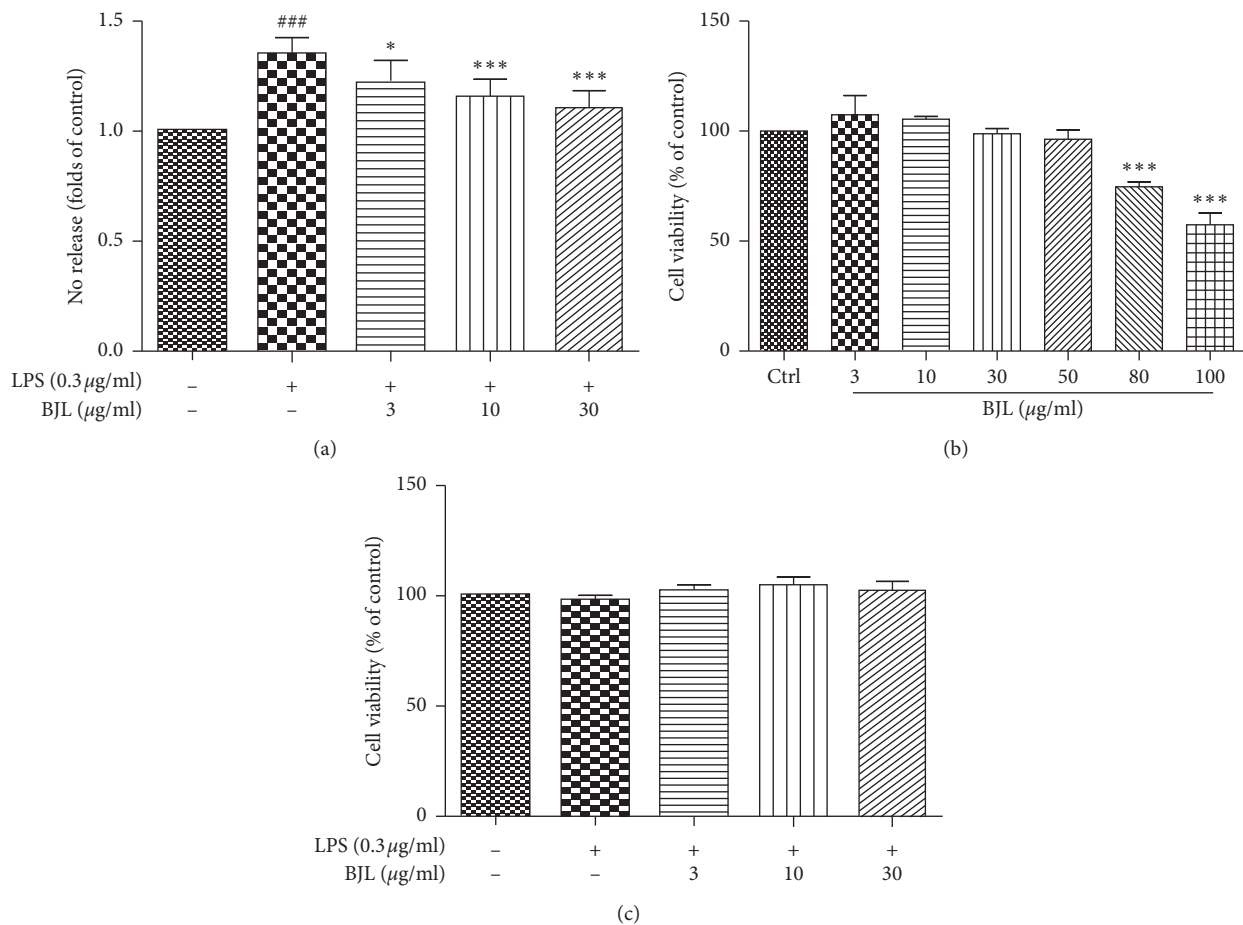 1.5
1.0
0.5
0.0
No release (folds of control)
###
*
***
***
LPS (0.3 μg/ml) – + + + +
BJL (μg/ml) – – 3 10 30
(a)
150
100
50
0
Cell viability (% of control)
***
***
Ctrl 3 10 30 50 80 100
BJL (μg/ml)
(b)
150
100
50
0
Cell viability (% of control)
LPS (0.3 μg/ml) – + + + +
BJL (μg/ml) – – 3 10 30
(c)